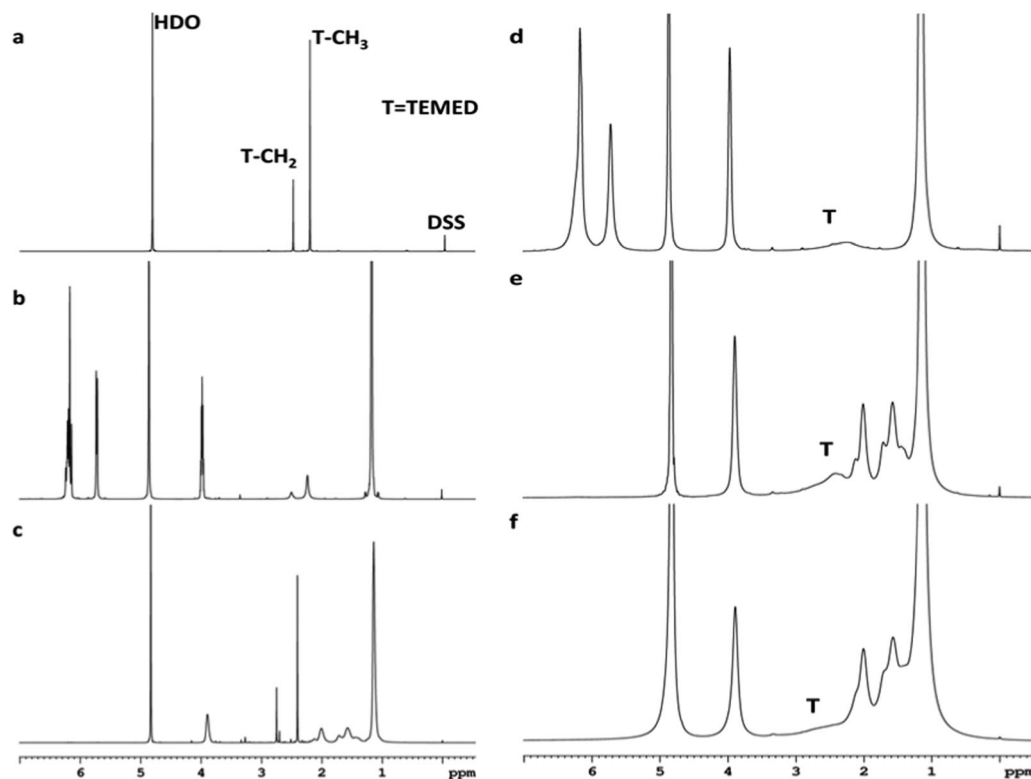 a
HDO
T-CH₃
T=TEMED
T-CH₂
DSS
b
c
6 5 4 3 2 1 ppm
d
T
e
T
f
T
6 5 4 3 2 1 ppm